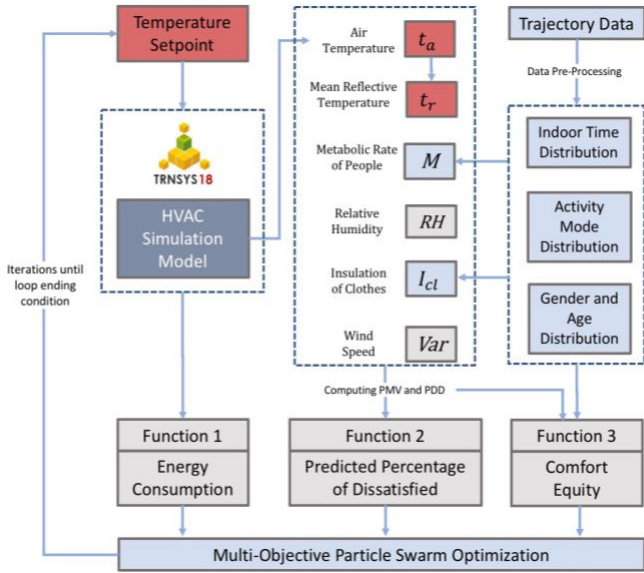 Temperature
Setpoint
TRNSYS18
HVAC
Simulation
Model
Iterations until
loop ending
condition
Air
Temperature
t_a
Mean Reflective
Temperature
t_r
Metabolic Rate
of People
M
Relative
Humidity
RH
Insulation
of Clothes
I_cl
Wind
Speed
Var
Trajectory Data
Data Pre-Processing
Indoor Time
Distribution
Activity
Mode
Distribution
Gender and
Age
Distribution
Computing PMV and PDD
Function 1
Energy
Consumption
Function 2
Predicted Percentage
of Dissatisfied
Function 3
Comfort
Equity
Multi-Objective Particle Swarm Optimization